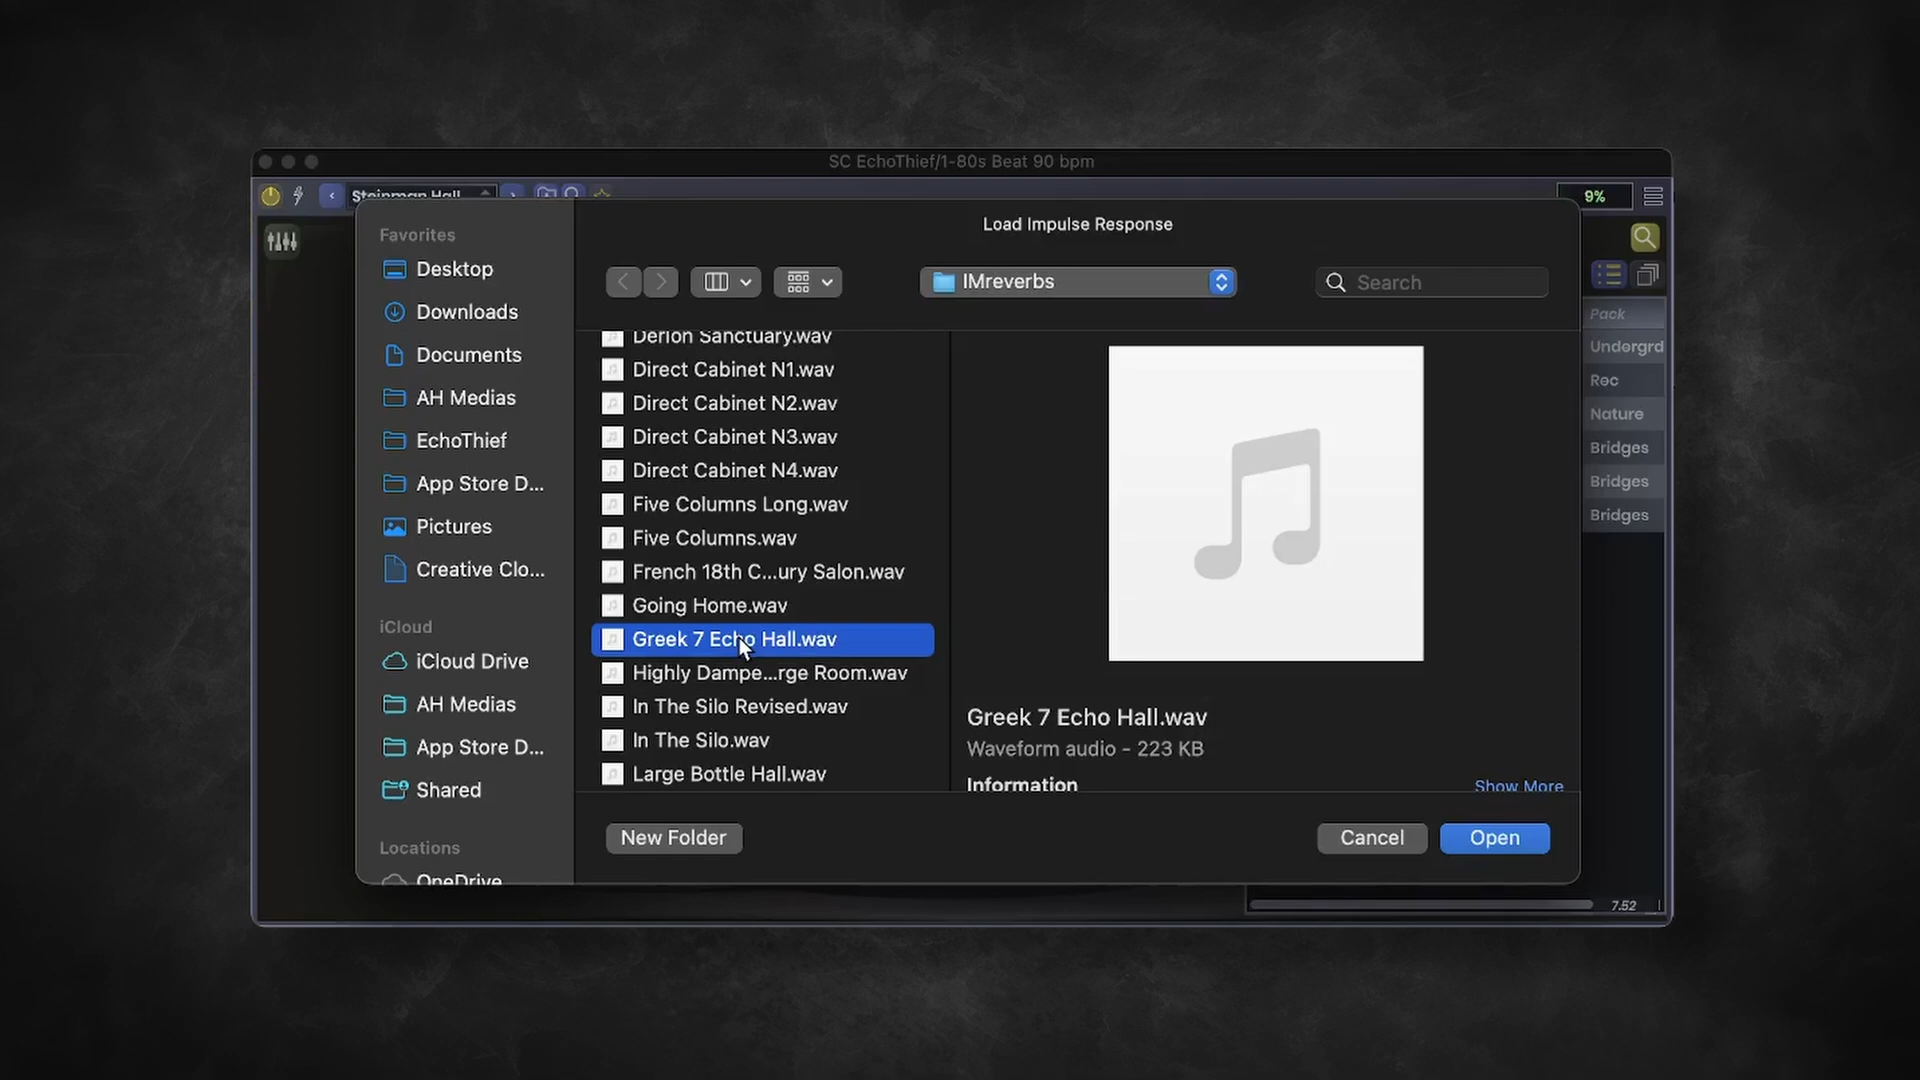 SC EchoThief/1-80s Beat 90 bpm
Steinman Hall
9%
Load Impulse Response
IMreverbs
Search
Favorites
Desktop
Downloads
Documents
AH Medias
EchoThief
App Store D...
Pictures
Creative Clo...
iCloud
iCloud Drive
AH Medias
App Store D...
Shared
Locations
OneDrive
Derlon Sanctuary.wav
Direct Cabinet N1.wav
Direct Cabinet N2.wav
Direct Cabinet N3.wav
Direct Cabinet N4.wav
Five Columns Long.wav
Five Columns.wav
French 18th C...ury Salon.wav
Going Home.wav
Greek 7 Echo Hall.wav
Highly Dampe...rge Room.wav
In The Silo Revised.wav
In The Silo.wav
Large Bottle Hall.wav
Greek 7 Echo Hall.wav
Waveform audio - 223 KB
Information
Show More
New Folder
Cancel
Open
Pack
Undergrd
Rec
Nature
Bridges
Bridges
Bridges
7.52